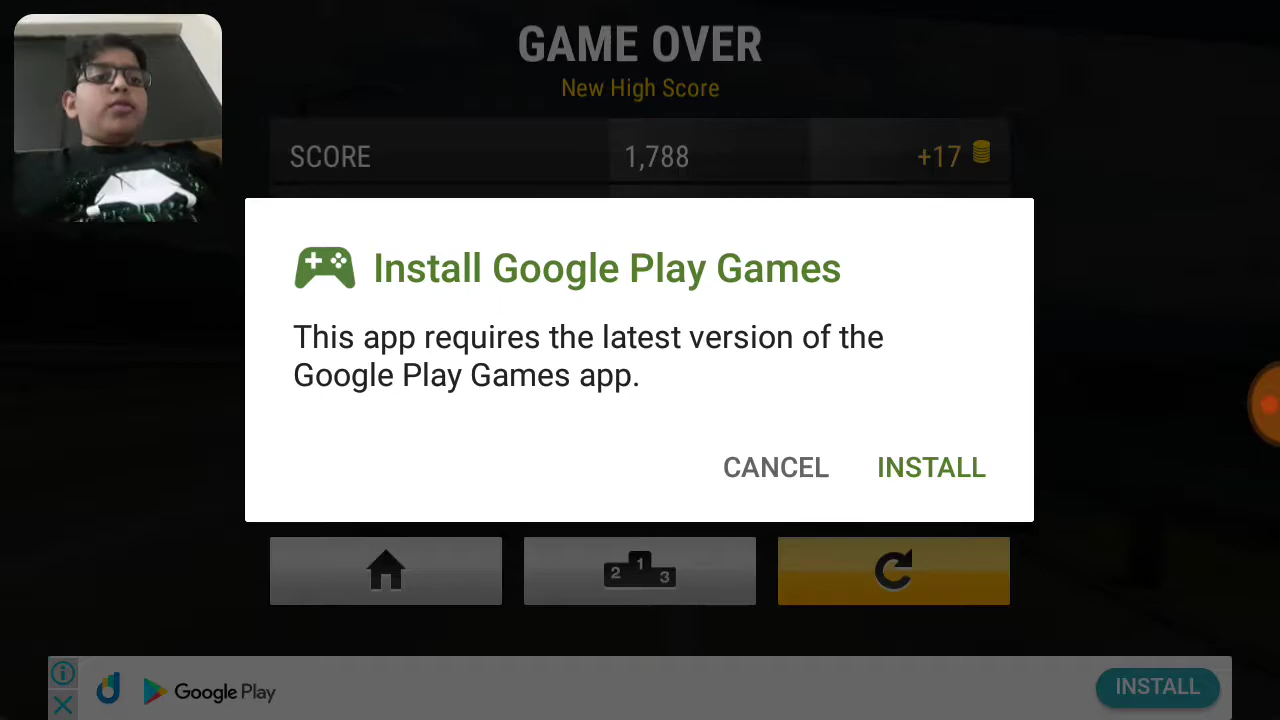 GAME OVER
New High Score
SCORE 1,788 +17
Install Google Play Games
This app requires the latest version of the
Google Play Games app.
CANCEL INSTALL
2 1 3
Google Play INSTALL